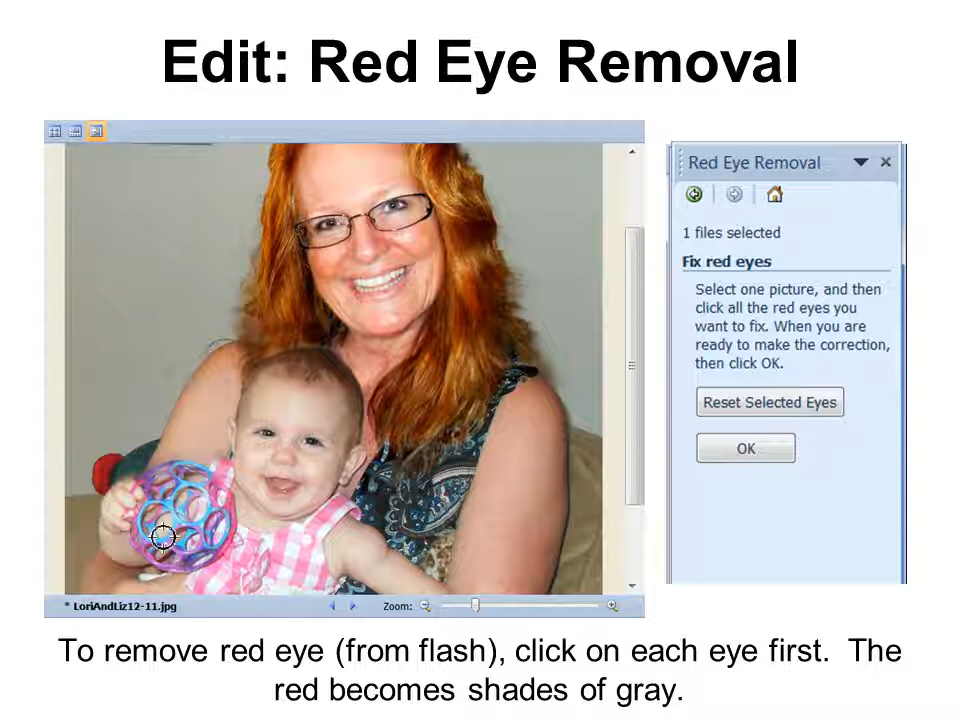 Edit: Red Eye Removal
Red Eye Removal
1 files selected
Fix red eyes
Select one picture, and then
click all the red eyes you
want to fix. When you are
ready to make the correction,
then click OK.
Reset Selected Eyes
OK
* LoriAndLiz12-11.jpg
Zoom:
To remove red eye (from flash), click on each eye first.  The
red becomes shades of gray.